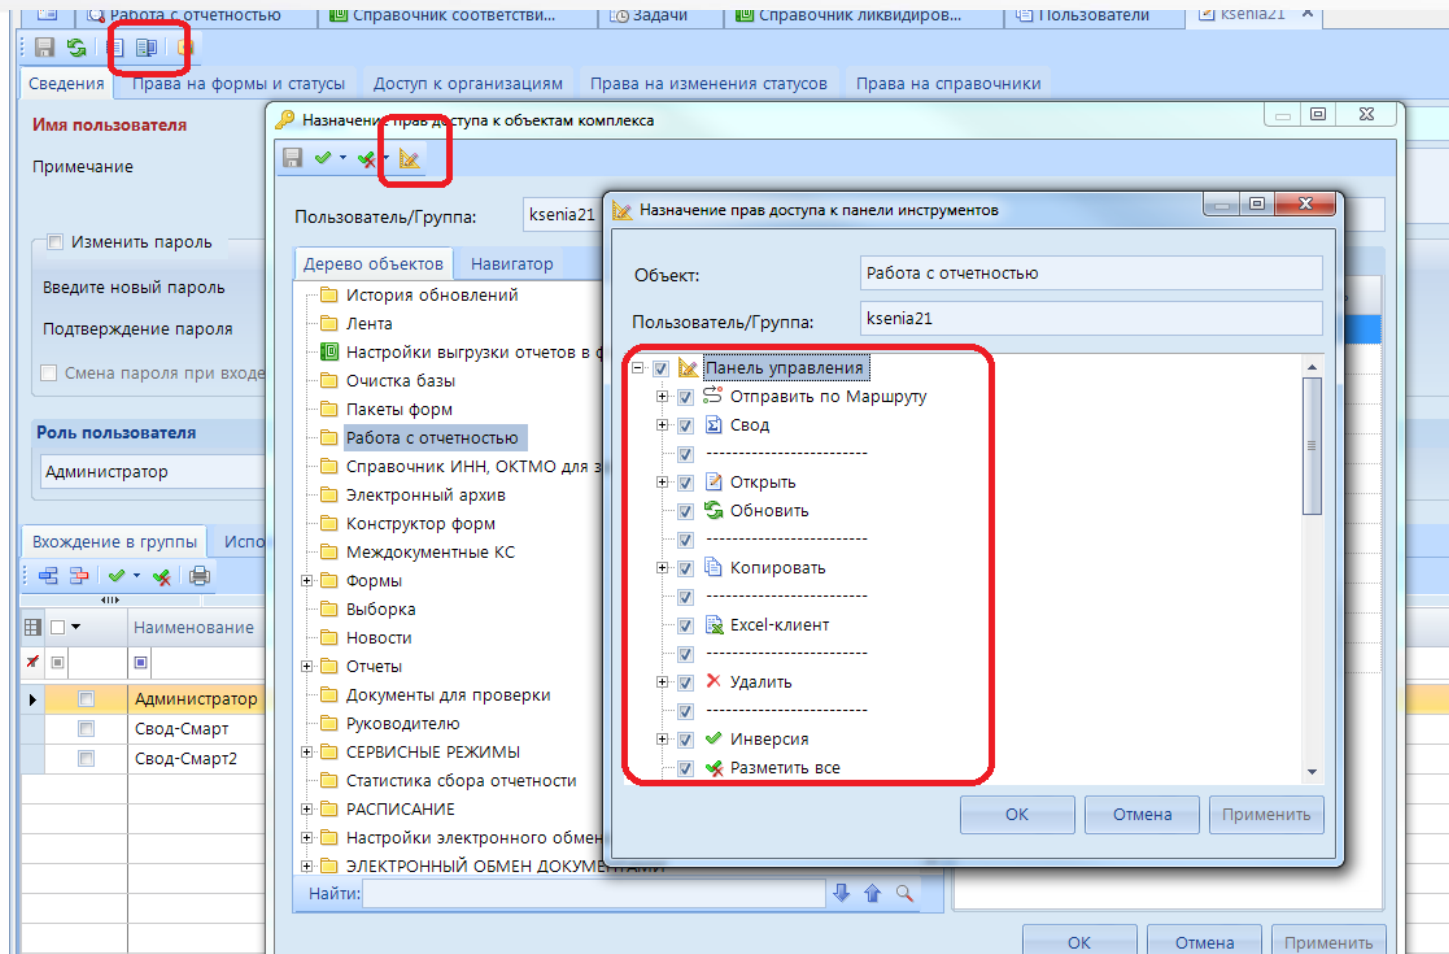 Работа с отчетностью
Справочник соответстви...
Задачи
Справочник ликвидиров...
Пользователи
ksenia21
Сведения
Права на формы и статусы
Доступ к организациям
Права на изменения статусов
Права на справочники
Имя пользователя
Примечание
Изменить пароль
Введите новый пароль
Подтверждение пароля
Смена пароля при входе
Роль пользователя
Администратор
Вхождение в группы
Испо
Наименование
Администратор
Свод-Смарт
Свод-Смарт2
Назначение прав доступа к объектам комплекса
Пользователь/Группа:
ksenia21
Дерево объектов
Навигатор
История обновлений
Лента
Настройки выгрузки отчетов в ф
Очистка базы
Пакеты форм
Работа с отчетностью
Справочник ИНН, ОКТМО для з
Электронный архив
Конструктор форм
Междокументные КС
Формы
Выборка
Новости
Отчеты
Документы для проверки
Руководителю
СЕРВИСНЫЕ РЕЖИМЫ
Статистика сбора отчетности
РАСПИСАНИЕ
Настройки электронного обмен
ЭЛЕКТРОННЫЙ ОБМЕН ДОКУМЕНТАМИ
Найти:
OK
Отмена
Применить
Назначение прав доступа к панели инструментов
Объект:
Работа с отчетностью
Пользователь/Группа:
ksenia21
Панель управления
Отправить по Маршруту
Свод
--------------------------
Открыть
Обновить
--------------------------
Копировать
--------------------------
Excel-клиент
--------------------------
Удалить
--------------------------
Инверсия
Разметить все
OK
Отмена
Применить